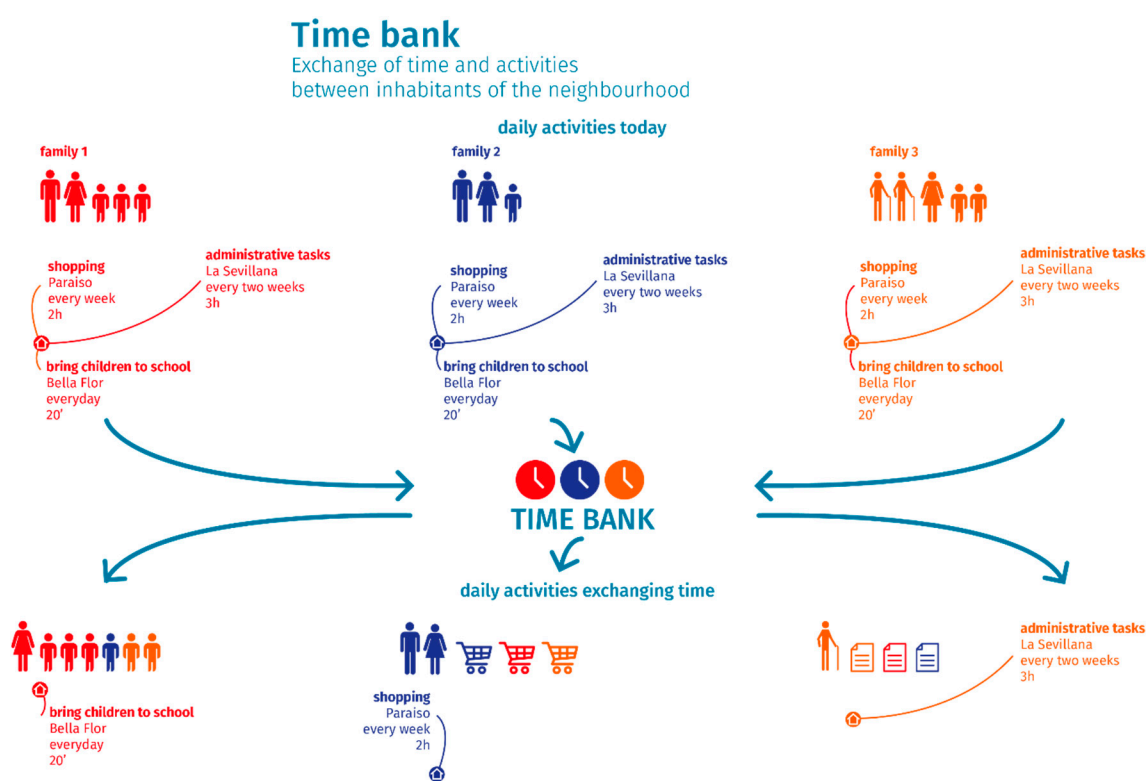 Time bank
Exchange of time and activities
between inhabitants of the neighbourhood
daily activities today
family 1
shopping
Paraiso
every week
2h
administrative tasks
La Sevillana
every two weeks
3h
bring children to school
Bella Flor
everyday
20'
family 2
shopping
Paraiso
every week
2h
administrative tasks
La Sevillana
every two weeks
3h
bring children to school
Bella Flor
everyday
20'
family 3
shopping
Paraiso
every week
2h
administrative tasks
La Sevillana
every two weeks
3h
bring children to school
Bella Flor
everyday
20'
TIME BANK
daily activities exchanging time
bring children to school
Bella Flor
everyday
20'
shopping
Paraiso
every week
2h
administrative tasks
La Sevillana
every two weeks
3h